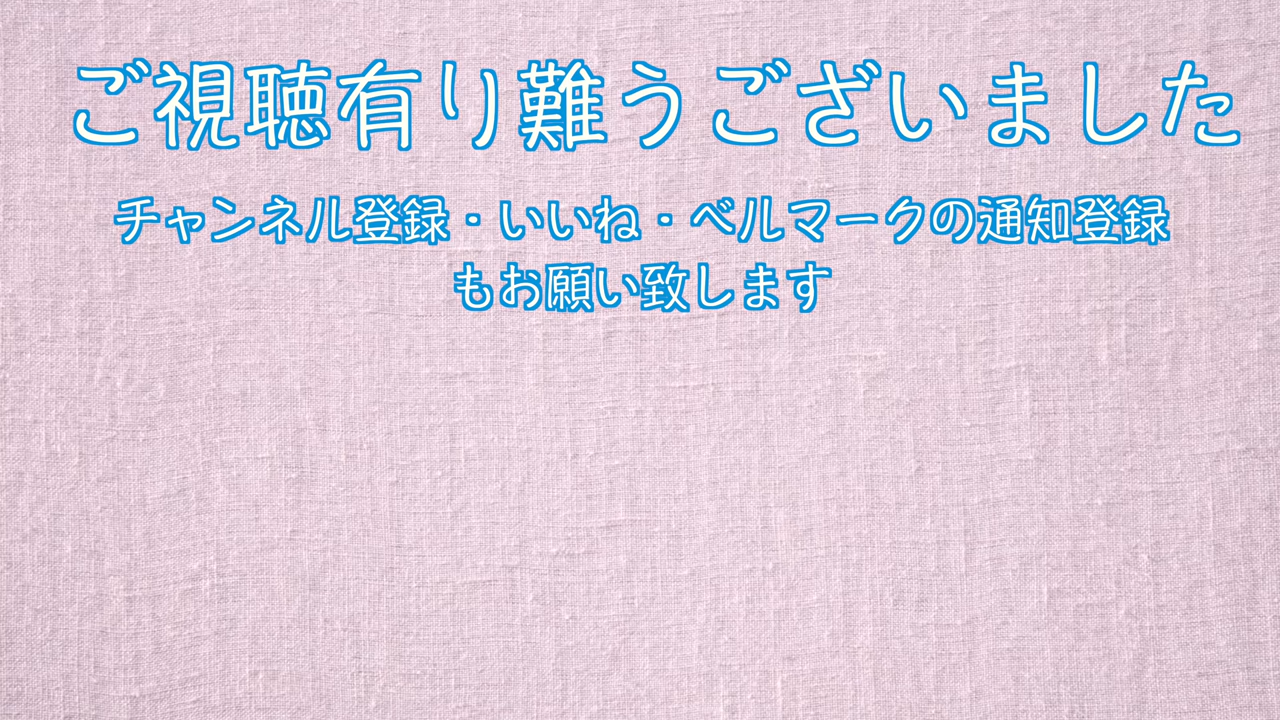 ご視聴有り難うございました
チャンネル登録・いいね・ベルマークの通知登録
もお願い致します